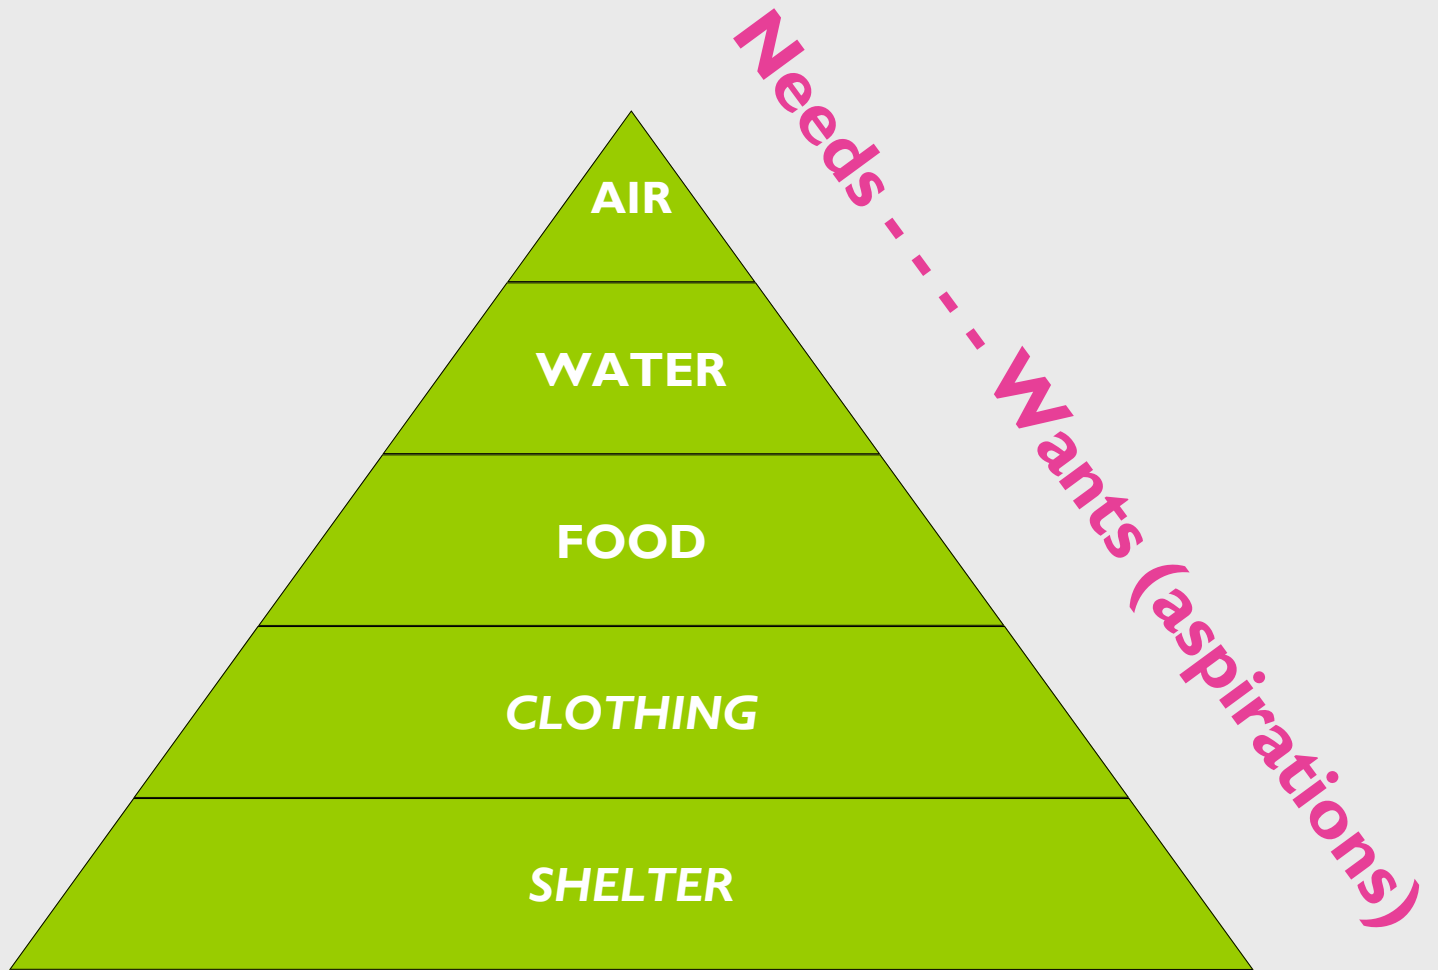 Needs - - - - Wants (aspirations)
AIR
WATER
FOOD
CLOTHING
SHELTER